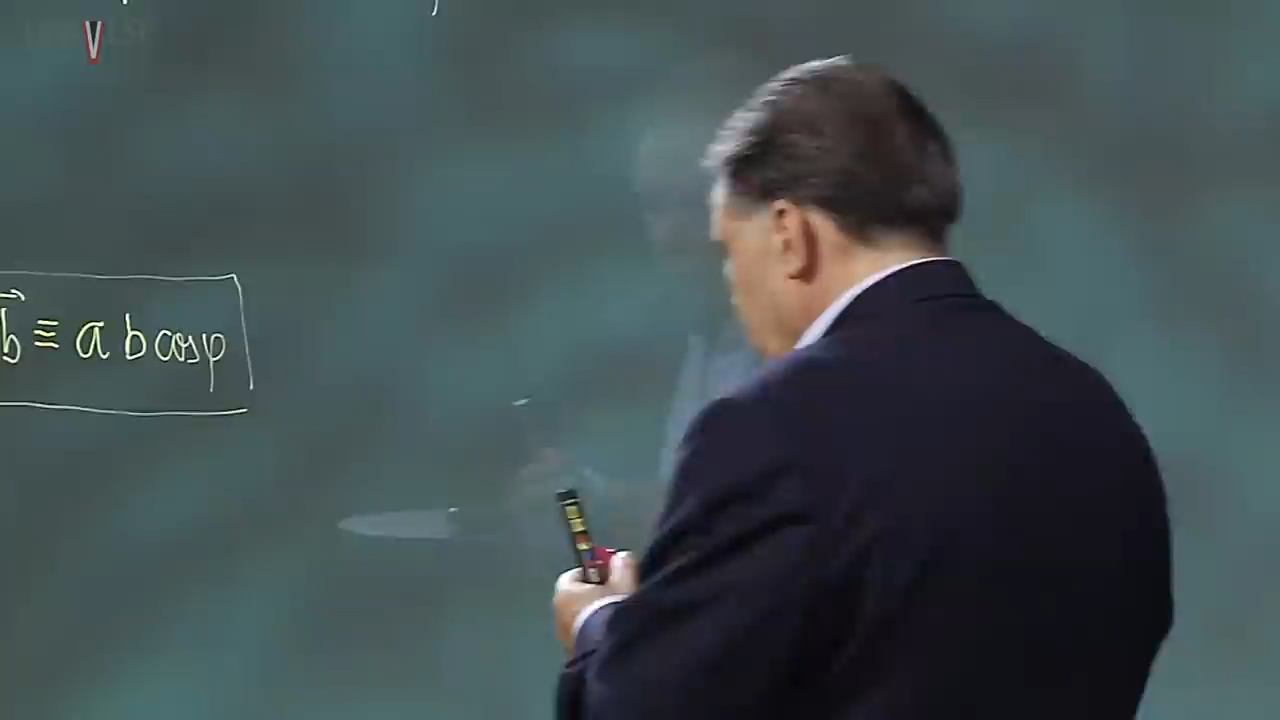 V
b⃗ ≡ a b cosφ